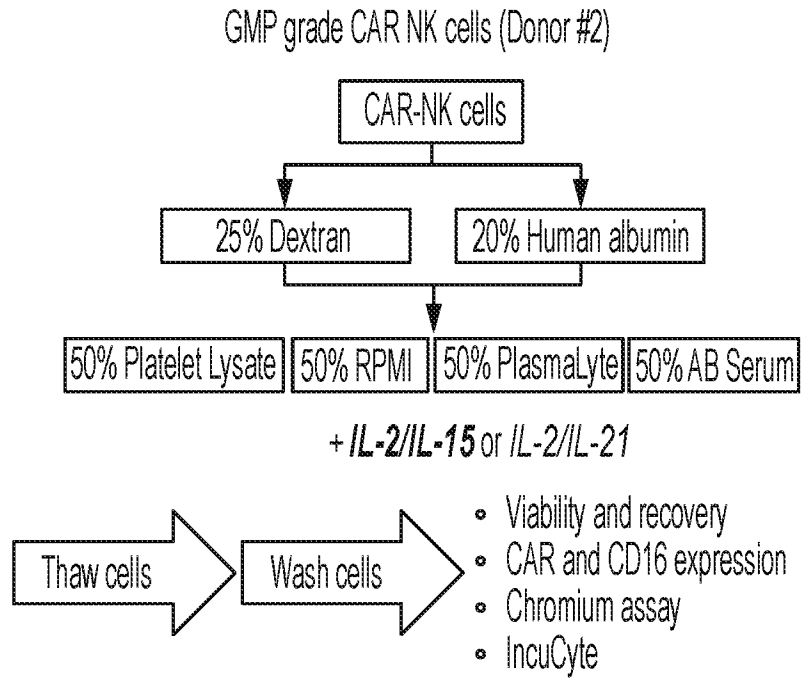 GMP grade CAR NK cells (Donor #2)
CAR-NK cells
25% Dextran
20% Human albumin
50% Platelet Lysate
50% RPMI
50% PlasmaLyte
50% AB Serum
+ IL-2/IL-15 or IL-2/IL-21
Thaw cells
Wash cells
• Viability and recovery
• CAR and CD16 expression
• Chromium assay
• IncuCyte